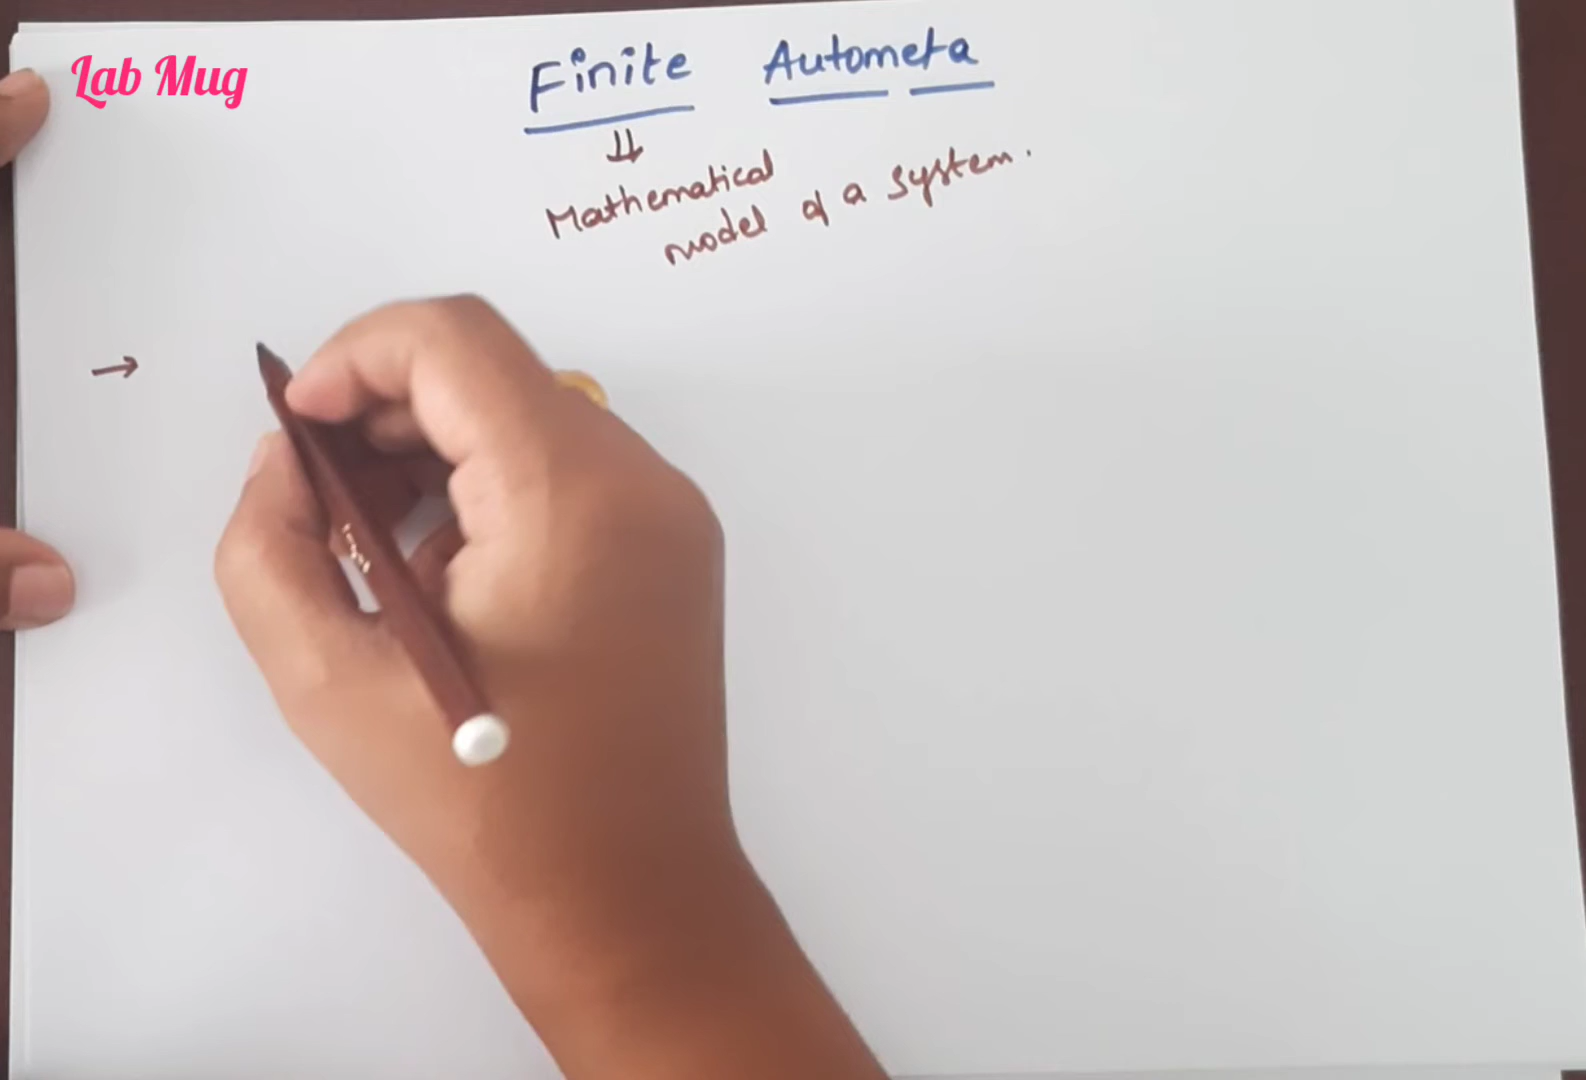 Lab Mug
Finite Autometa
⇓
Mathematical
model of a system.
→